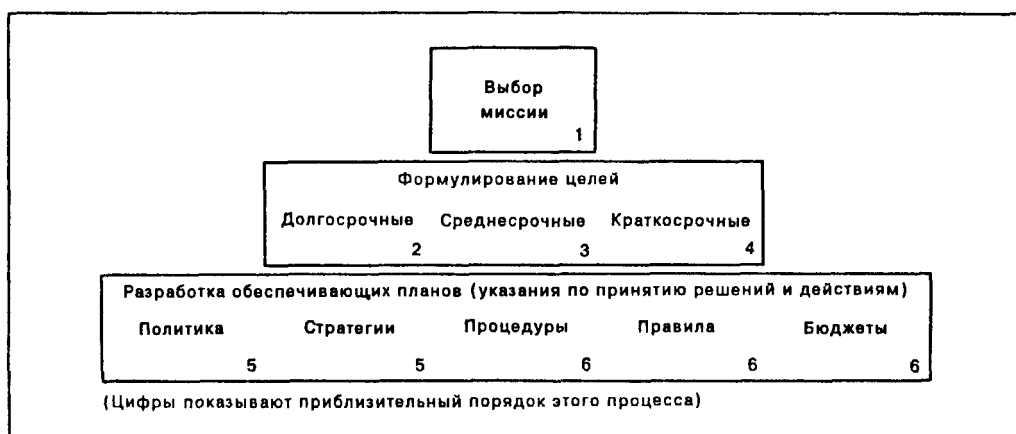 Выбор
миссии
1
Формулирование целей
Долгосрочные Среднесрочные Краткосрочные
2 3 4
Разработка обеспечивающих планов (указания по принятию решений и действиям)
Политика Стратегии Процедуры Правила Бюджеты
5 5 6 6 6
(Цифры показывают приблизительный порядок этого процесса)